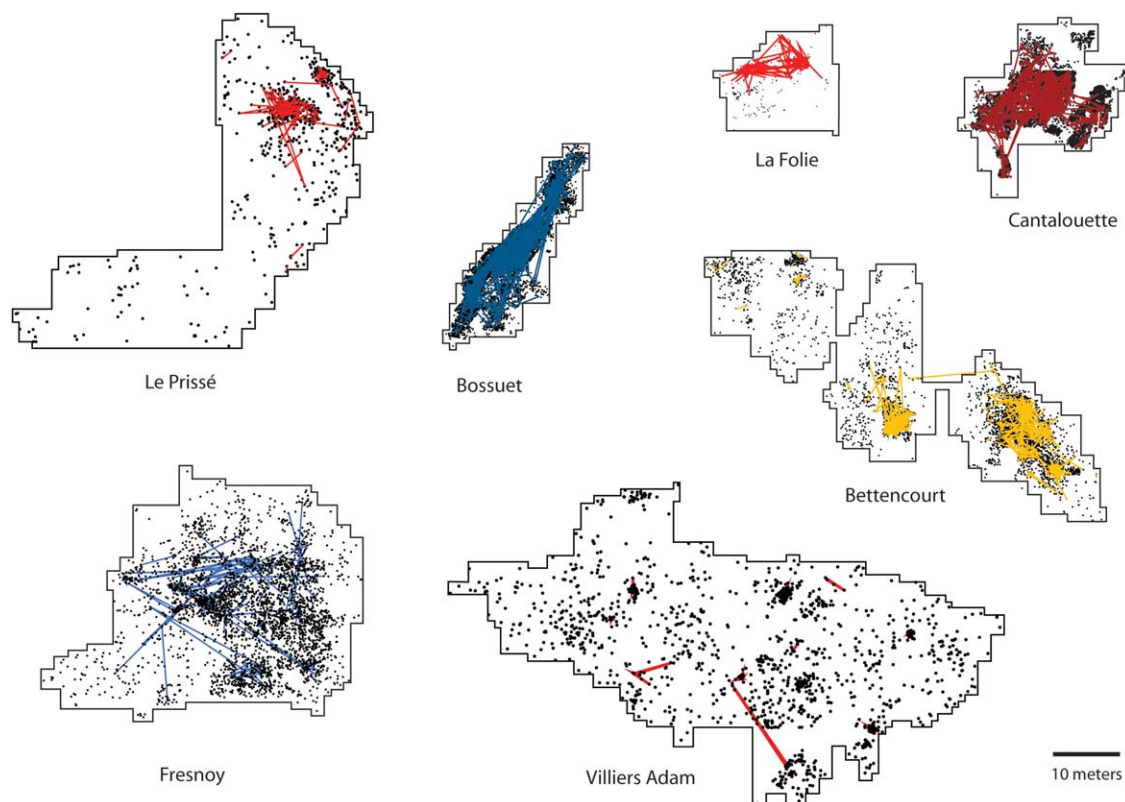 La Folie
Cantalouette
Le Prissé
Bossuet
Bettencourt
Fresnoy
Villiers Adam
10 meters